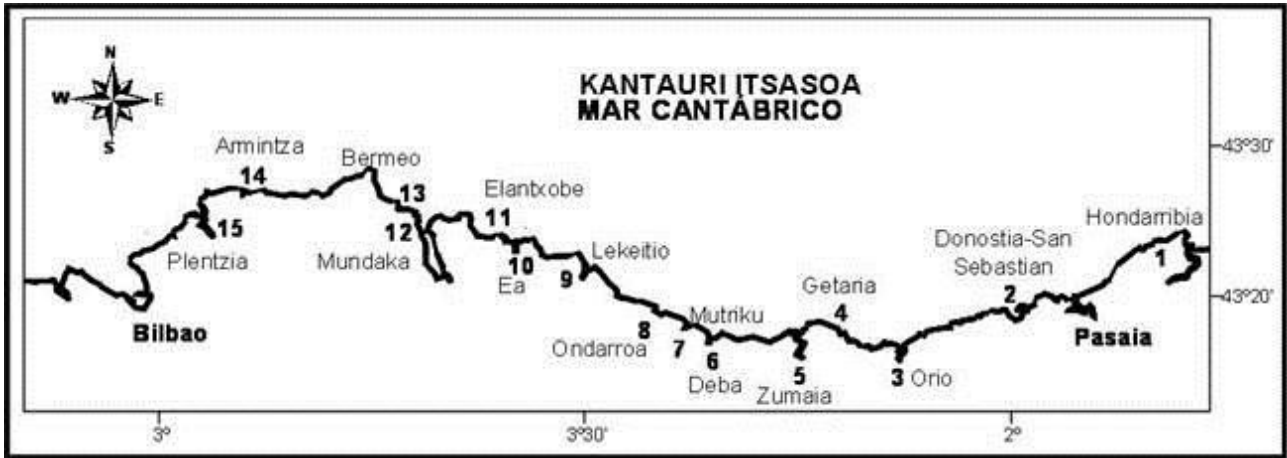 N
W E
S
KANTAURI ITSASOA
MAR CANTÁBRICO
43º30'
Armintza
14
Bermeo
13
Elantxobe
11
Hondarribia
1
15
Plentzia
12
Mundaka
10
Ea
9
Lekeitio
Donostia-San
Sebastian
2
43º20'
Getaria
4
Bilbao
8
Ondarroa
Mutriku
7
6
Deba
5
Zumaia
3
Orio
Pasaia
3º
3º30'
2º